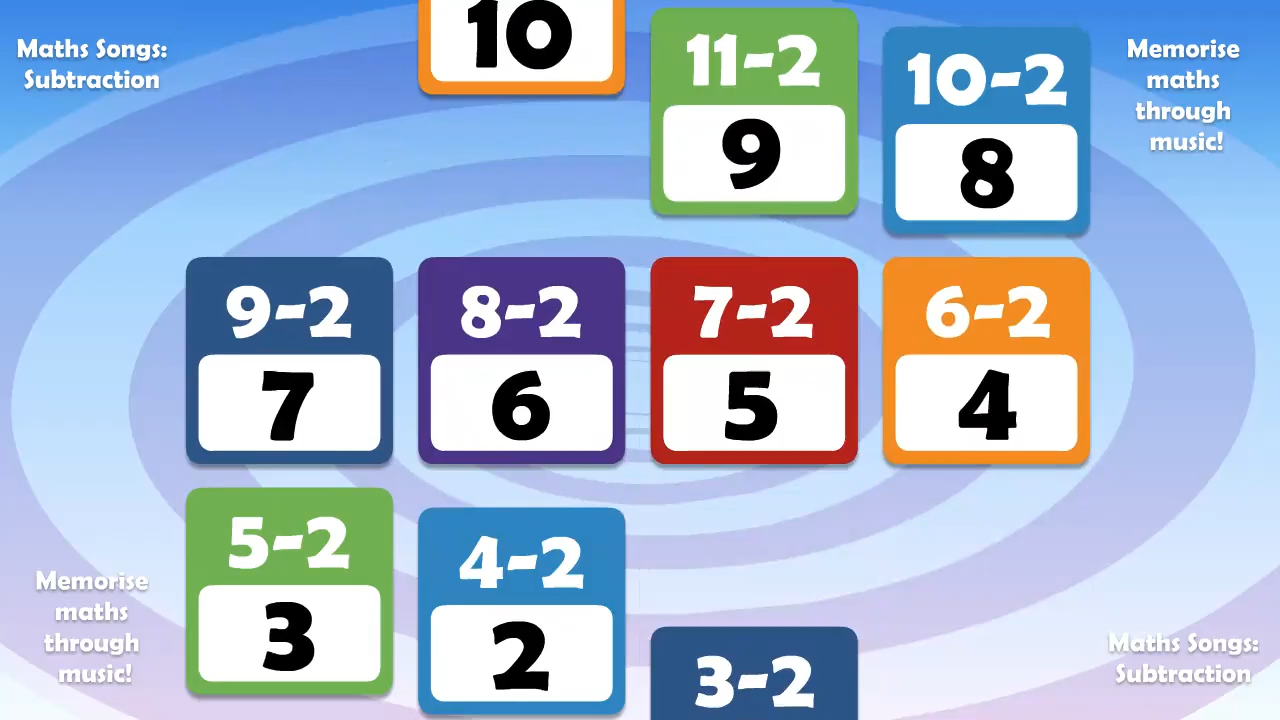 Maths Songs:
Subtraction
10
11-2
9
10-2
8
Memorise
maths
through
music!
9-2
7
8-2
6
7-2
5
6-2
4
5-2
3
4-2
2
3-2
Memorise
maths
through
music!
Maths Songs:
Subtraction